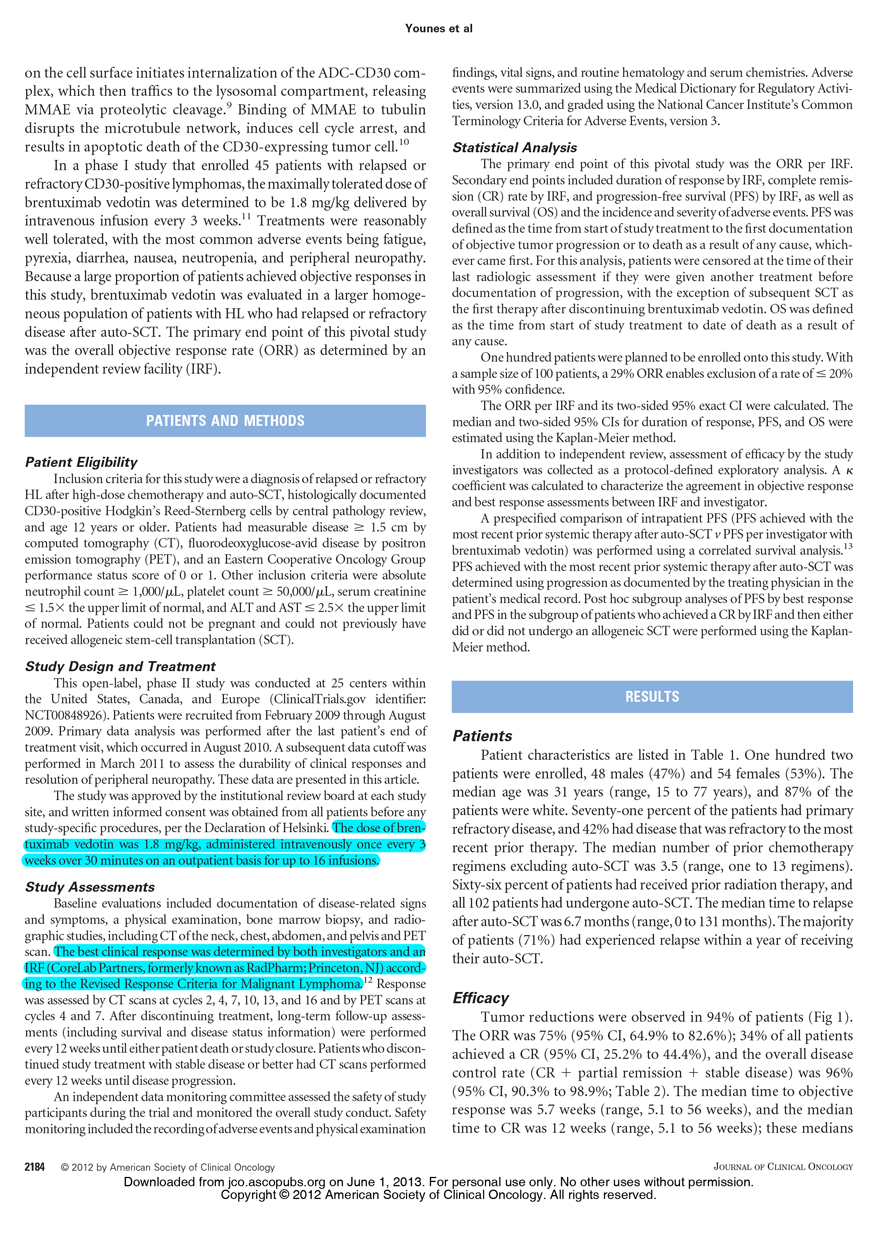 Younes et al
on the cell surface initiates internalization of the ADC-CD30 com-
plex, which then traffics to the lysosomal compartment, releasing
MMAE via proteolytic cleavage.9 Binding of MMAE to tubulin
disrupts the microtubule network, induces cell cycle arrest, and
results in apoptotic death of the CD30-expressing tumor cell.10
In a phase I study that enrolled 45 patients with relapsed or
refractory CD30-positive lymphomas, the maximally tolerated dose of
brentuximab vedotin was determined to be 1.8 mg/kg delivered by
intravenous infusion every 3 weeks.11 Treatments were reasonably
well tolerated, with the most common adverse events being fatigue,
pyrexia, diarrhea, nausea, neutropenia, and peripheral neuropathy.
Because a large proportion of patients achieved objective responses in
this study, brentuximab vedotin was evaluated in a larger homoge-
neous population of patients with HL who had relapsed or refractory
disease after auto-SCT. The primary end point of this pivotal study
was the overall objective response rate (ORR) as determined by an
independent review facility (IRF).
PATIENTS AND METHODS
Patient Eligibility
Inclusion criteria for this study were a diagnosis of relapsed or refractory
HL after high-dose chemotherapy and auto-SCT, histologically documented
CD30-positive Hodgkin's Reed-Sternberg cells by central pathology review,
and age 12 years or older. Patients had measurable disease ≥ 1.5 cm by
computed tomography (CT), fluorodeoxyglucose-avid disease by positron
emission tomography (PET), and an Eastern Cooperative Oncology Group
performance status score of 0 or 1. Other inclusion criteria were absolute
neutrophil count ≥ 1,000/μL, platelet count ≥ 50,000/μL, serum creatinine
≤ 1.5× the upper limit of normal, and ALT and AST ≤ 2.5× the upper limit
of normal. Patients could not be pregnant and could not previously have
received allogeneic stem-cell transplantation (SCT).
Study Design and Treatment
This open-label, phase II study was conducted at 25 centers within
the United States, Canada, and Europe (ClinicalTrials.gov identifier:
NCT00848926). Patients were recruited from February 2009 through August
2009. Primary data analysis was performed after the last patient's end of
treatment visit, which occurred in August 2010. A subsequent data cutoff was
performed in March 2011 to assess the durability of clinical responses and
resolution of peripheral neuropathy. These data are presented in this article.
The study was approved by the institutional review board at each study
site, and written informed consent was obtained from all patients before any
study-specific procedures, per the Declaration of Helsinki. The dose of bren-
tuximab vedotin was 1.8 mg/kg, administered intravenously once every 3
weeks over 30 minutes on an outpatient basis for up to 16 infusions.
Study Assessments
Baseline evaluations included documentation of disease-related signs
and symptoms, a physical examination, bone marrow biopsy, and radio-
graphic studies, including CT of the neck, chest, abdomen, and pelvis and PET
scan. The best clinical response was determined by both investigators and an
IRF (CoreLab Partners, formerly known as RadPharm; Princeton, NJ) accord-
ing to the Revised Response Criteria for Malignant Lymphoma.12 Response
was assessed by CT scans at cycles 2, 4, 7, 10, 13, and 16 and by PET scans at
cycles 4 and 7. After discontinuing treatment, long-term follow-up assess-
ments (including survival and disease status information) were performed
every 12 weeks until either patient death or study closure. Patients who discon-
tinued study treatment with stable disease or better had CT scans performed
every 12 weeks until disease progression.
An independent data monitoring committee assessed the safety of study
participants during the trial and monitored the overall study conduct. Safety
monitoring included the recording of adverse events and physical examination
findings, vital signs, and routine hematology and serum chemistries. Adverse
events were summarized using the Medical Dictionary for Regulatory Activi-
ties, version 13.0, and graded using the National Cancer Institute's Common
Terminology Criteria for Adverse Events, version 3.
Statistical Analysis
The primary end point of this pivotal study was the ORR per IRF.
Secondary end points included duration of response by IRF, complete remis-
sion (CR) rate by IRF, and progression-free survival (PFS) by IRF, as well as
overall survival (OS) and the incidence and severity of adverse events. PFS was
defined as the time from start of study treatment to the first documentation
of objective tumor progression or to death as a result of any cause, which-
ever came first. For this analysis, patients were censored at the time of their
last radiologic assessment if they were given another treatment before
documentation of progression, with the exception of subsequent SCT as
the first therapy after discontinuing brentuximab vedotin. OS was defined
as the time from start of study treatment to date of death as a result of
any cause.
One hundred patients were planned to be enrolled onto this study. With
a sample size of 100 patients, a 29% ORR enables exclusion of a rate of ≤ 20%
with 95% confidence.
The ORR per IRF and its two-sided 95% exact CI were calculated. The
median and two-sided 95% CIs for duration of response, PFS, and OS were
estimated using the Kaplan-Meier method.
In addition to independent review, assessment of efficacy by the study
investigators was collected as a protocol-defined exploratory analysis. A κ
coefficient was calculated to characterize the agreement in objective response
and best response assessments between IRF and investigator.
A prespecified comparison of intrapatient PFS (PFS achieved with the
most recent prior systemic therapy after auto-SCT v PFS per investigator with
brentuximab vedotin) was performed using a correlated survival analysis.13
PFS achieved with the most recent prior systemic therapy after auto-SCT was
determined using progression as documented by the treating physician in the
patient's medical record. Post hoc subgroup analyses of PFS by best response
and PFS in the subgroup of patients who achieved a CR by IRF and then either
did or did not undergo an allogeneic SCT were performed using the Kaplan-
Meier method.
RESULTS
Patients
Patient characteristics are listed in Table 1. One hundred two
patients were enrolled, 48 males (47%) and 54 females (53%). The
median age was 31 years (range, 15 to 77 years), and 87% of the
patients were white. Seventy-one percent of the patients had primary
refractory disease, and 42% had disease that was refractory to the most
recent prior therapy. The median number of prior chemotherapy
regimens excluding auto-SCT was 3.5 (range, one to 13 regimens).
Sixty-six percent of patients had received prior radiation therapy, and
all 102 patients had undergone auto-SCT. The median time to relapse
after auto-SCT was 6.7 months (range, 0 to 131 months). The majority
of patients (71%) had experienced relapse within a year of receiving
their auto-SCT.
Efficacy
Tumor reductions were observed in 94% of patients (Fig 1).
The ORR was 75% (95% CI, 64.9% to 82.6%); 34% of all patients
achieved a CR (95% CI, 25.2% to 44.4%), and the overall disease
control rate (CR + partial remission + stable disease) was 96%
(95% CI, 90.3% to 98.9%; Table 2). The median time to objective
response was 5.7 weeks (range, 5.1 to 56 weeks), and the median
time to CR was 12 weeks (range, 5.1 to 56 weeks); these medians
2184 © 2012 by American Society of Clinical Oncology
JOURNAL OF CLINICAL ONCOLOGY
Downloaded from jco.ascopubs.org on June 1, 2013. For personal use only. No other uses without permission.
Copyright © 2012 American Society of Clinical Oncology. All rights reserved.